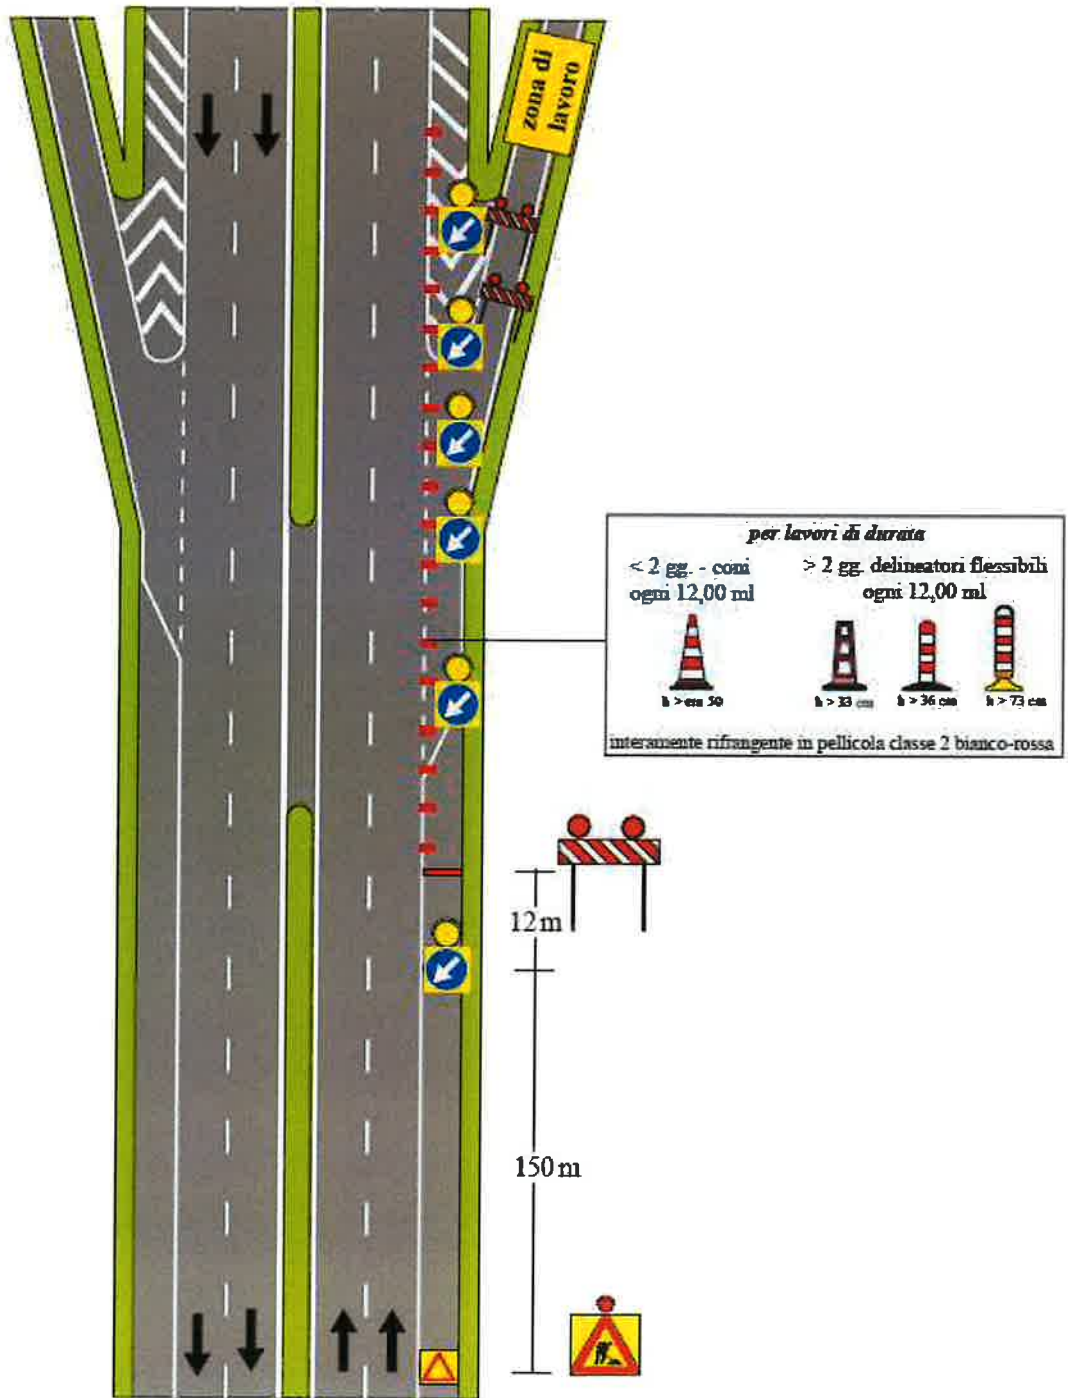 zona di
lavoro
per lavori di durata
< 2 gg. - coni
ogni 12,00 ml
> 2 gg. delineatori flessibili
ogni 12,00 ml
h > cm 50
h > 33 cm
h > 36 cm
h > 73 cm
interamente rifrangente in pellicola classe 2 bianco-rossa
12 m
150 m